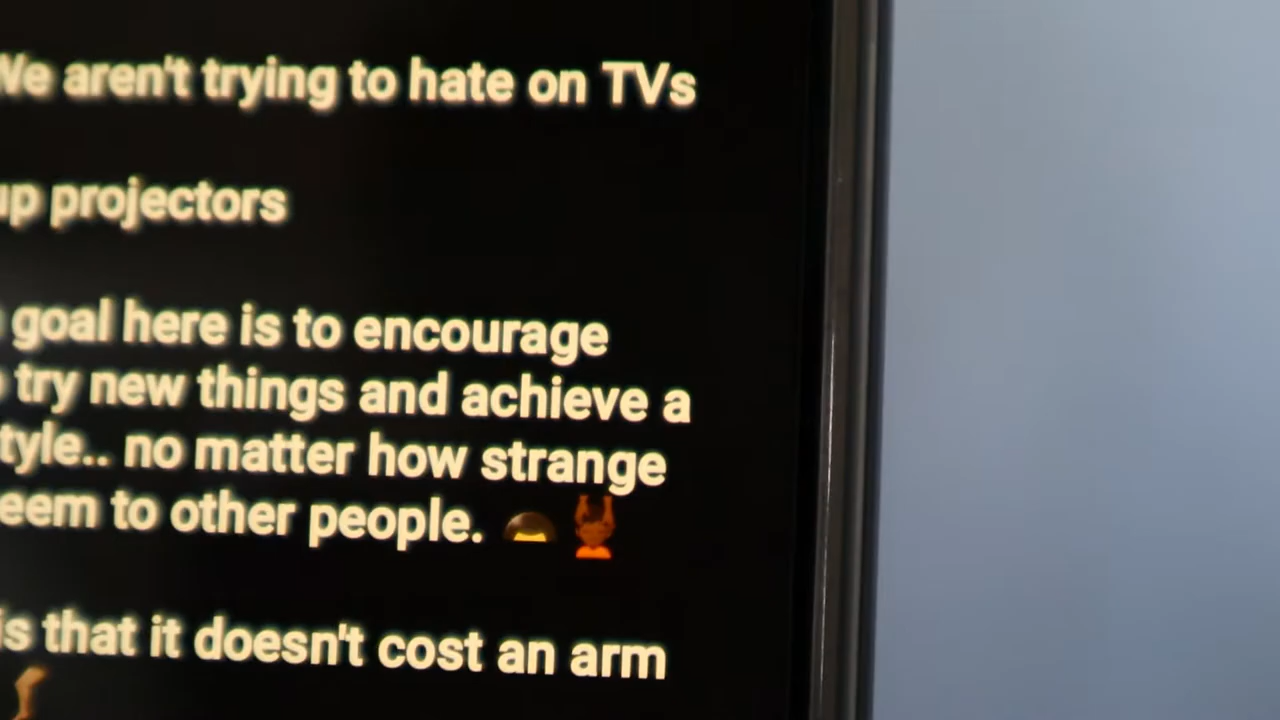 We aren't trying to hate on TVs
up projectors
goal here is to encourage
try new things and achieve a
tyle.. no matter how strange
eem to other people.
is that it doesn't cost an arm